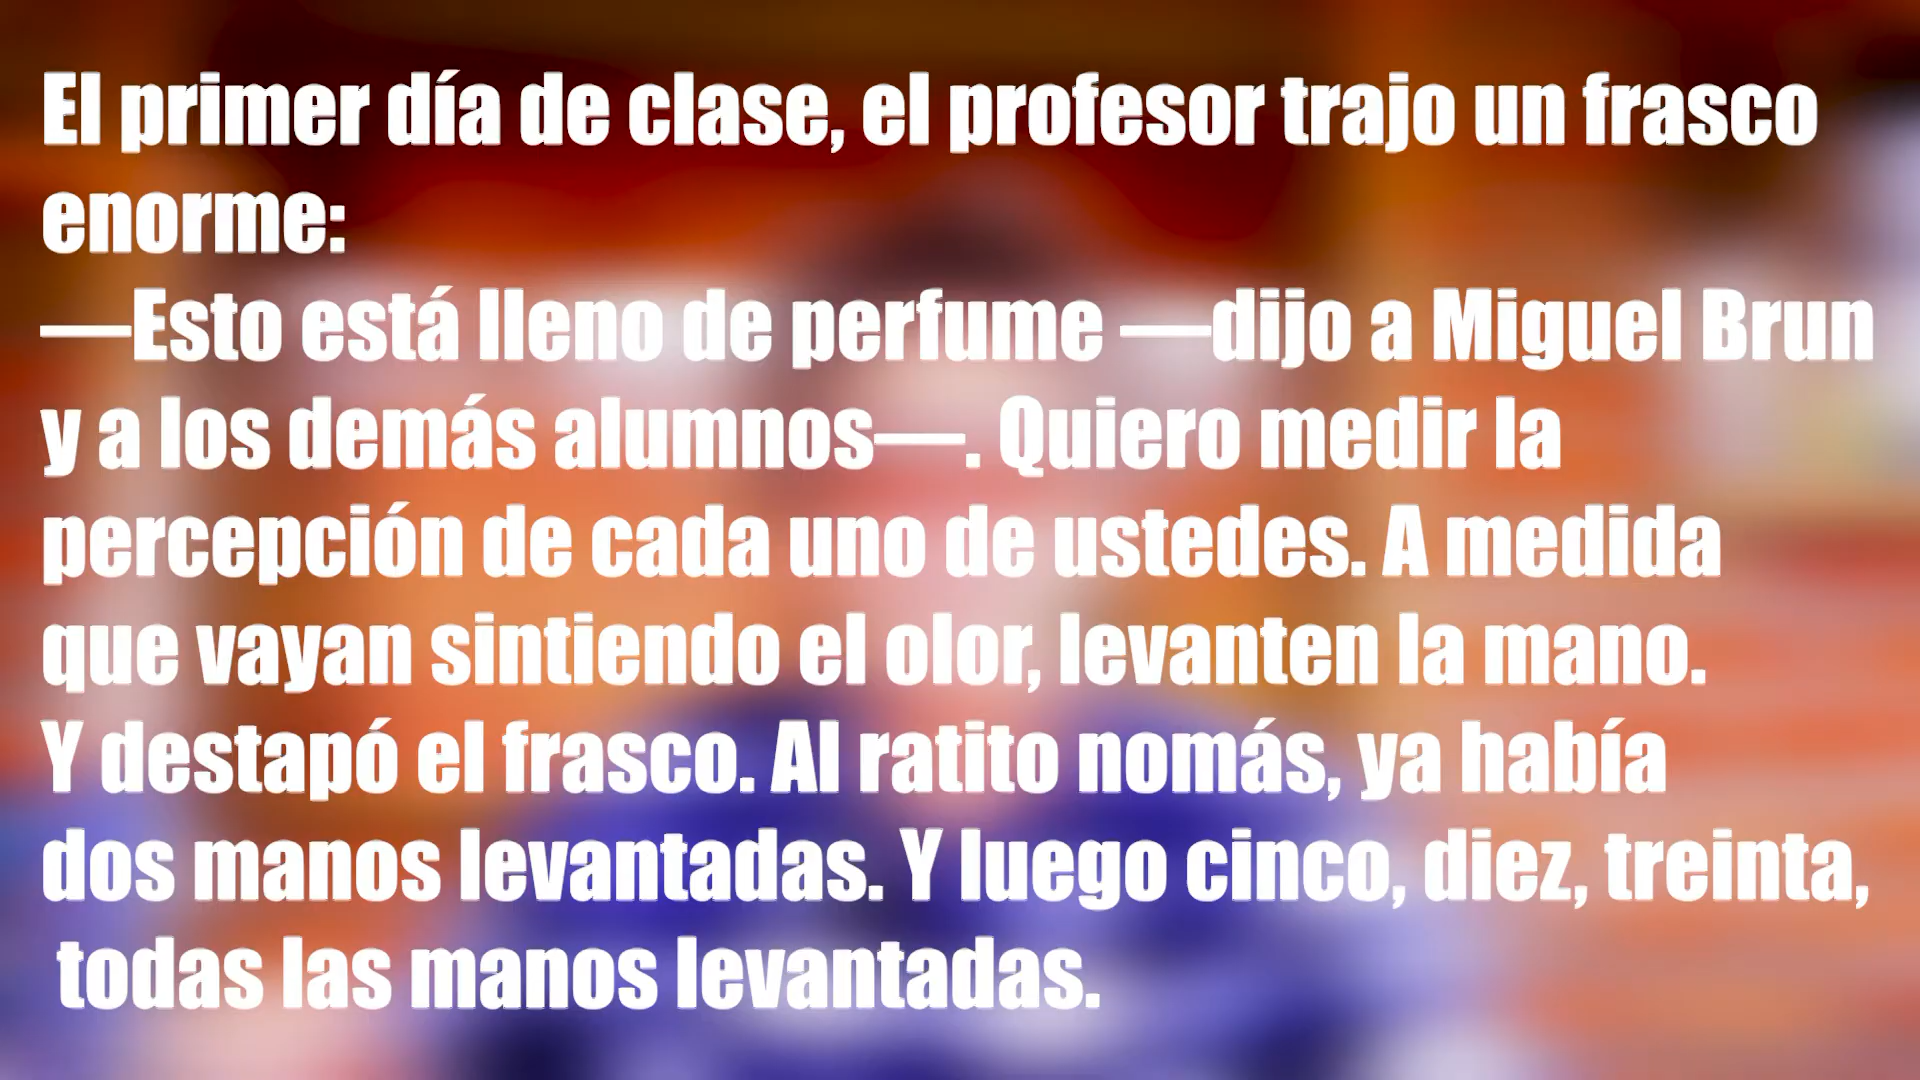 El primer día de clase, el profesor trajo un frasco
enorme:
—Esto está lleno de perfume —dijo a Miguel Brun
y a los demás alumnos—. Quiero medir la
percepción de cada uno de ustedes. A medida
que vayan sintiendo el olor, levanten la mano.
Y destapó el frasco. Al ratito nomás, ya había
dos manos levantadas. Y luego cinco, diez, treinta,
todas las manos levantadas.